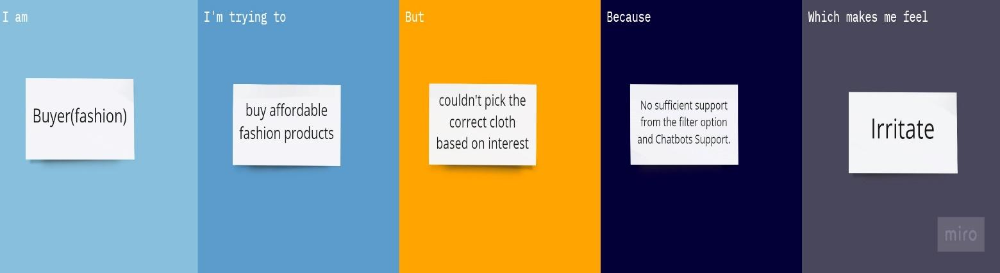 I am
I'm trying to
But
Because
Which makes me feel
Buyer(fashion)
buy affordable
fashion products
couldn't pick the
correct cloth
based on interest
No sufficient support
from the filter option
and Chatbots Support.
Irritate
miro